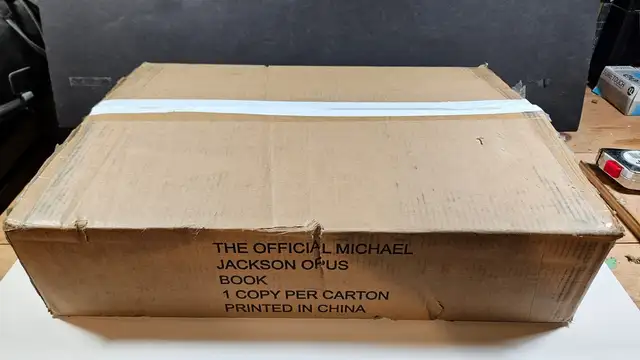 THE OFFICIAL MICHAEL
JACKSON OPUS
BOOK
1 COPY PER CARTON
PRINTED IN CHINA